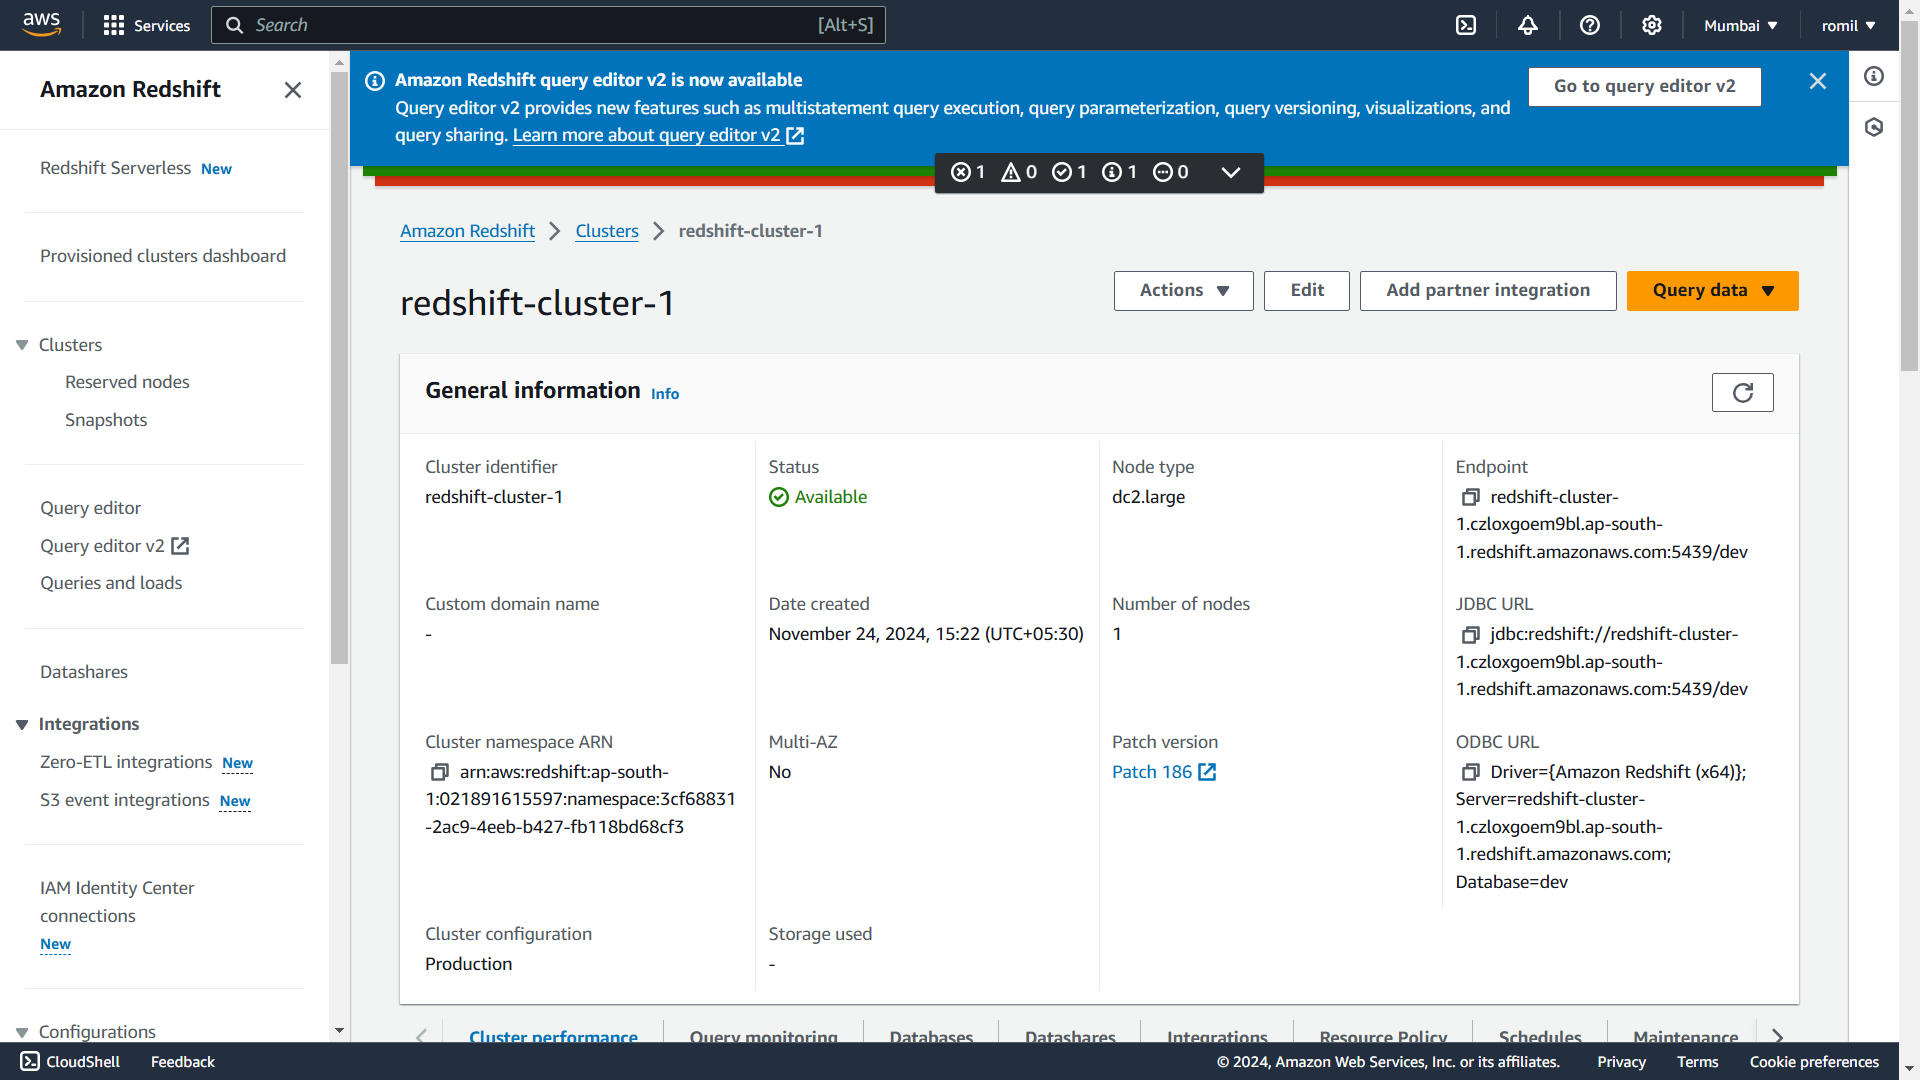 aws
Services
Search
[Alt+S]
Mumbai ▼
romil ▼
Amazon Redshift
Redshift Serverless New
Provisioned clusters dashboard
Clusters
Reserved nodes
Snapshots
Query editor
Query editor v2
Queries and loads
Datashares
Integrations
Zero-ETL integrations New
S3 event integrations New
IAM Identity Center
connections
New
Configurations
Amazon Redshift query editor v2 is now available
Query editor v2 provides new features such as multistatement query execution, query parameterization, query versioning, visualizations, and
query sharing. Learn more about query editor v2
Go to query editor v2
1 0 1 1 0
Amazon Redshift > Clusters > redshift-cluster-1
redshift-cluster-1
Actions ▼
Edit
Add partner integration
Query data ▼
General information Info
Cluster identifier
redshift-cluster-1
Status
Available
Node type
dc2.large
Endpoint
redshift-cluster-
1.czloxgoem9bl.ap-south-
1.redshift.amazonaws.com:5439/dev
Custom domain name
-
Date created
November 24, 2024, 15:22 (UTC+05:30)
Number of nodes
1
JDBC URL
jdbc:redshift://redshift-cluster-
1.czloxgoem9bl.ap-south-
1.redshift.amazonaws.com:5439/dev
Cluster namespace ARN
arn:aws:redshift:ap-south-
1:021891615597:namespace:3cf68831
-2ac9-4eeb-b427-fb118bd68cf3
Multi-AZ
No
Patch version
Patch 186
ODBC URL
Driver={Amazon Redshift (x64)};
Server=redshift-cluster-
1.czloxgoem9bl.ap-south-
1.redshift.amazonaws.com;
Database=dev
Cluster configuration
Production
Storage used
-
Cluster performance
Query monitoring
Databases
Datashares
Integrations
Resource Policy
Schedules
Maintenance
CloudShell
Feedback
© 2024, Amazon Web Services, Inc. or its affiliates.
Privacy
Terms
Cookie preferences